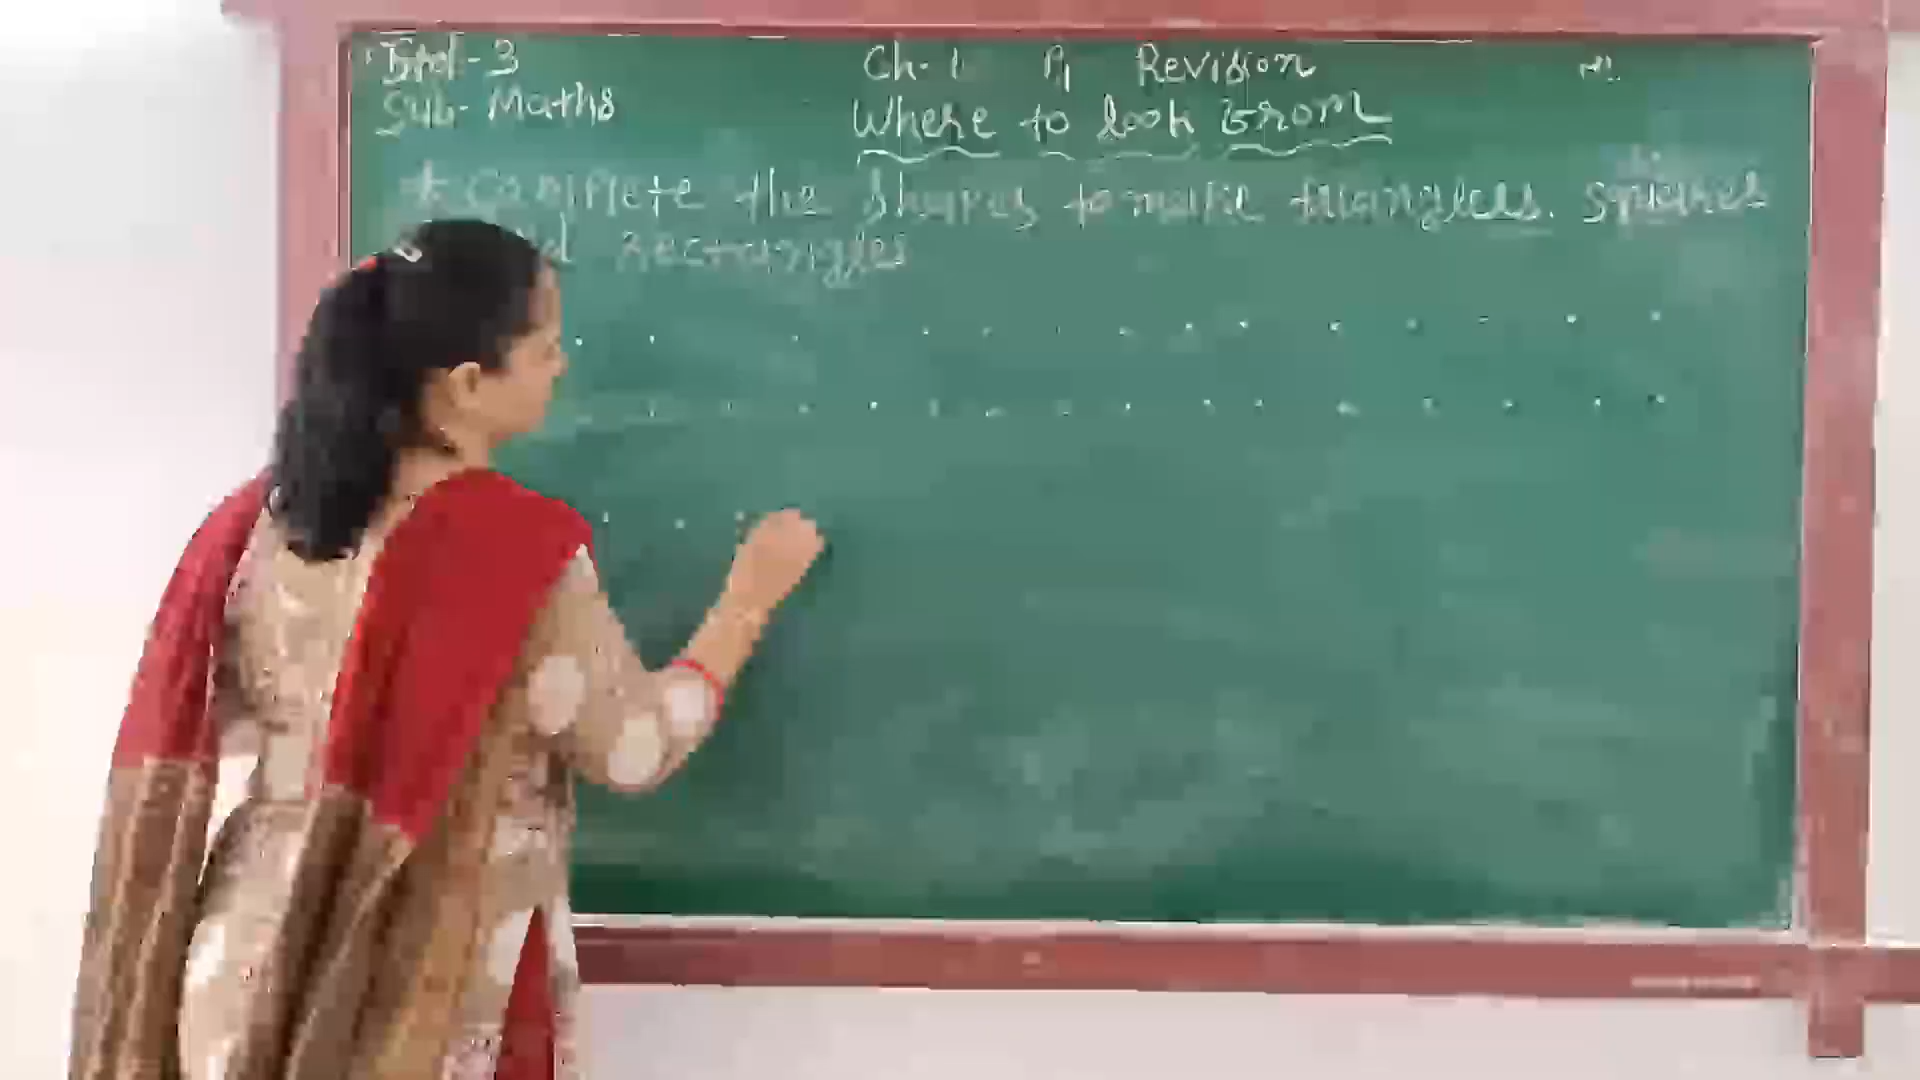 Std-3 Ch-1 P1 Revision
Sub- Maths Where to look From
* Complete the shapes to make triangles, squares
Rectangles